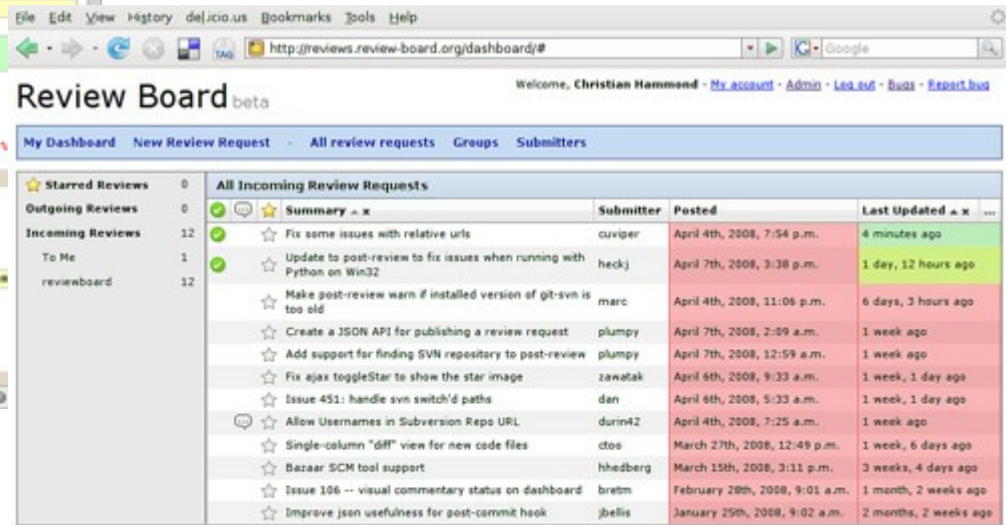 File Edit View History del.icio.us Bookmarks Tools Help
TAG http://reviews.review-board.org/dashboard/# G Google
Review Board beta
Welcome, Christian Hammond - My account - Admin - Log out - Bugs - Report bug
My Dashboard New Review Request - All review requests Groups Submitters
Starred Reviews 0
Outgoing Reviews 0
Incoming Reviews 12
To Me 1
reviewboard 12
All Incoming Review Requests
Summary x Submitter Posted Last Updated x ...
Fix some issues with relative urls cuviper April 4th, 2008, 7:54 p.m. 4 minutes ago
Update to post-review to fix issues when running with
Python on Win32 heckj April 7th, 2008, 3:38 p.m. 1 day, 12 hours ago
Make post-review warn if installed version of git-svn is
too old marc April 4th, 2008, 11:06 p.m. 6 days, 3 hours ago
Create a JSON API for publishing a review request plumpy April 7th, 2008, 2:09 a.m. 1 week ago
Add support for finding SVN repository to post-review plumpy April 7th, 2008, 12:59 a.m. 1 week ago
Fix ajax toggleStar to show the star image zawatak April 6th, 2008, 9:33 a.m. 1 week, 1 day ago
Issue 451: handle svn switch'd paths dan April 6th, 2008, 5:33 a.m. 1 week, 1 day ago
Allow Usernames in Subversion Repo URL durin42 April 4th, 2008, 7:25 a.m. 1 week ago
Single-column "diff" view for new code files ctos March 27th, 2008, 12:49 p.m. 1 week, 6 days ago
Bazaar SCM tool support hhedberg March 15th, 2008, 3:11 p.m. 3 weeks, 4 days ago
Issue 106 -- visual commentary status on dashboard bretm February 28th, 2008, 9:01 a.m. 1 month, 2 weeks ago
Improve json usefulness for post-commit hook jbellis January 25th, 2008, 9:02 a.m. 2 months, 2 weeks ago